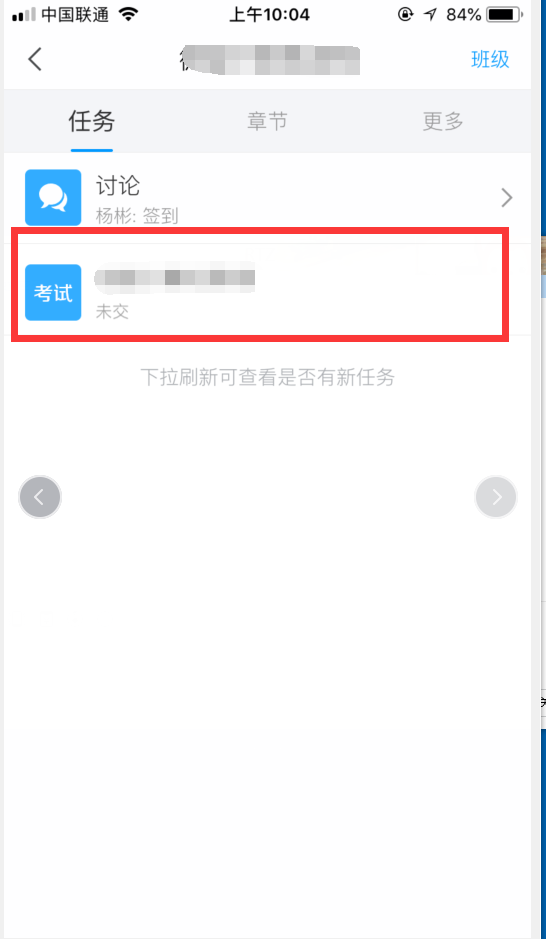 中国联通
上午10:04
84%
班级
任务
章节
更多
讨论
杨彬: 签到
考试
未交
下拉刷新可查看是否有新任务